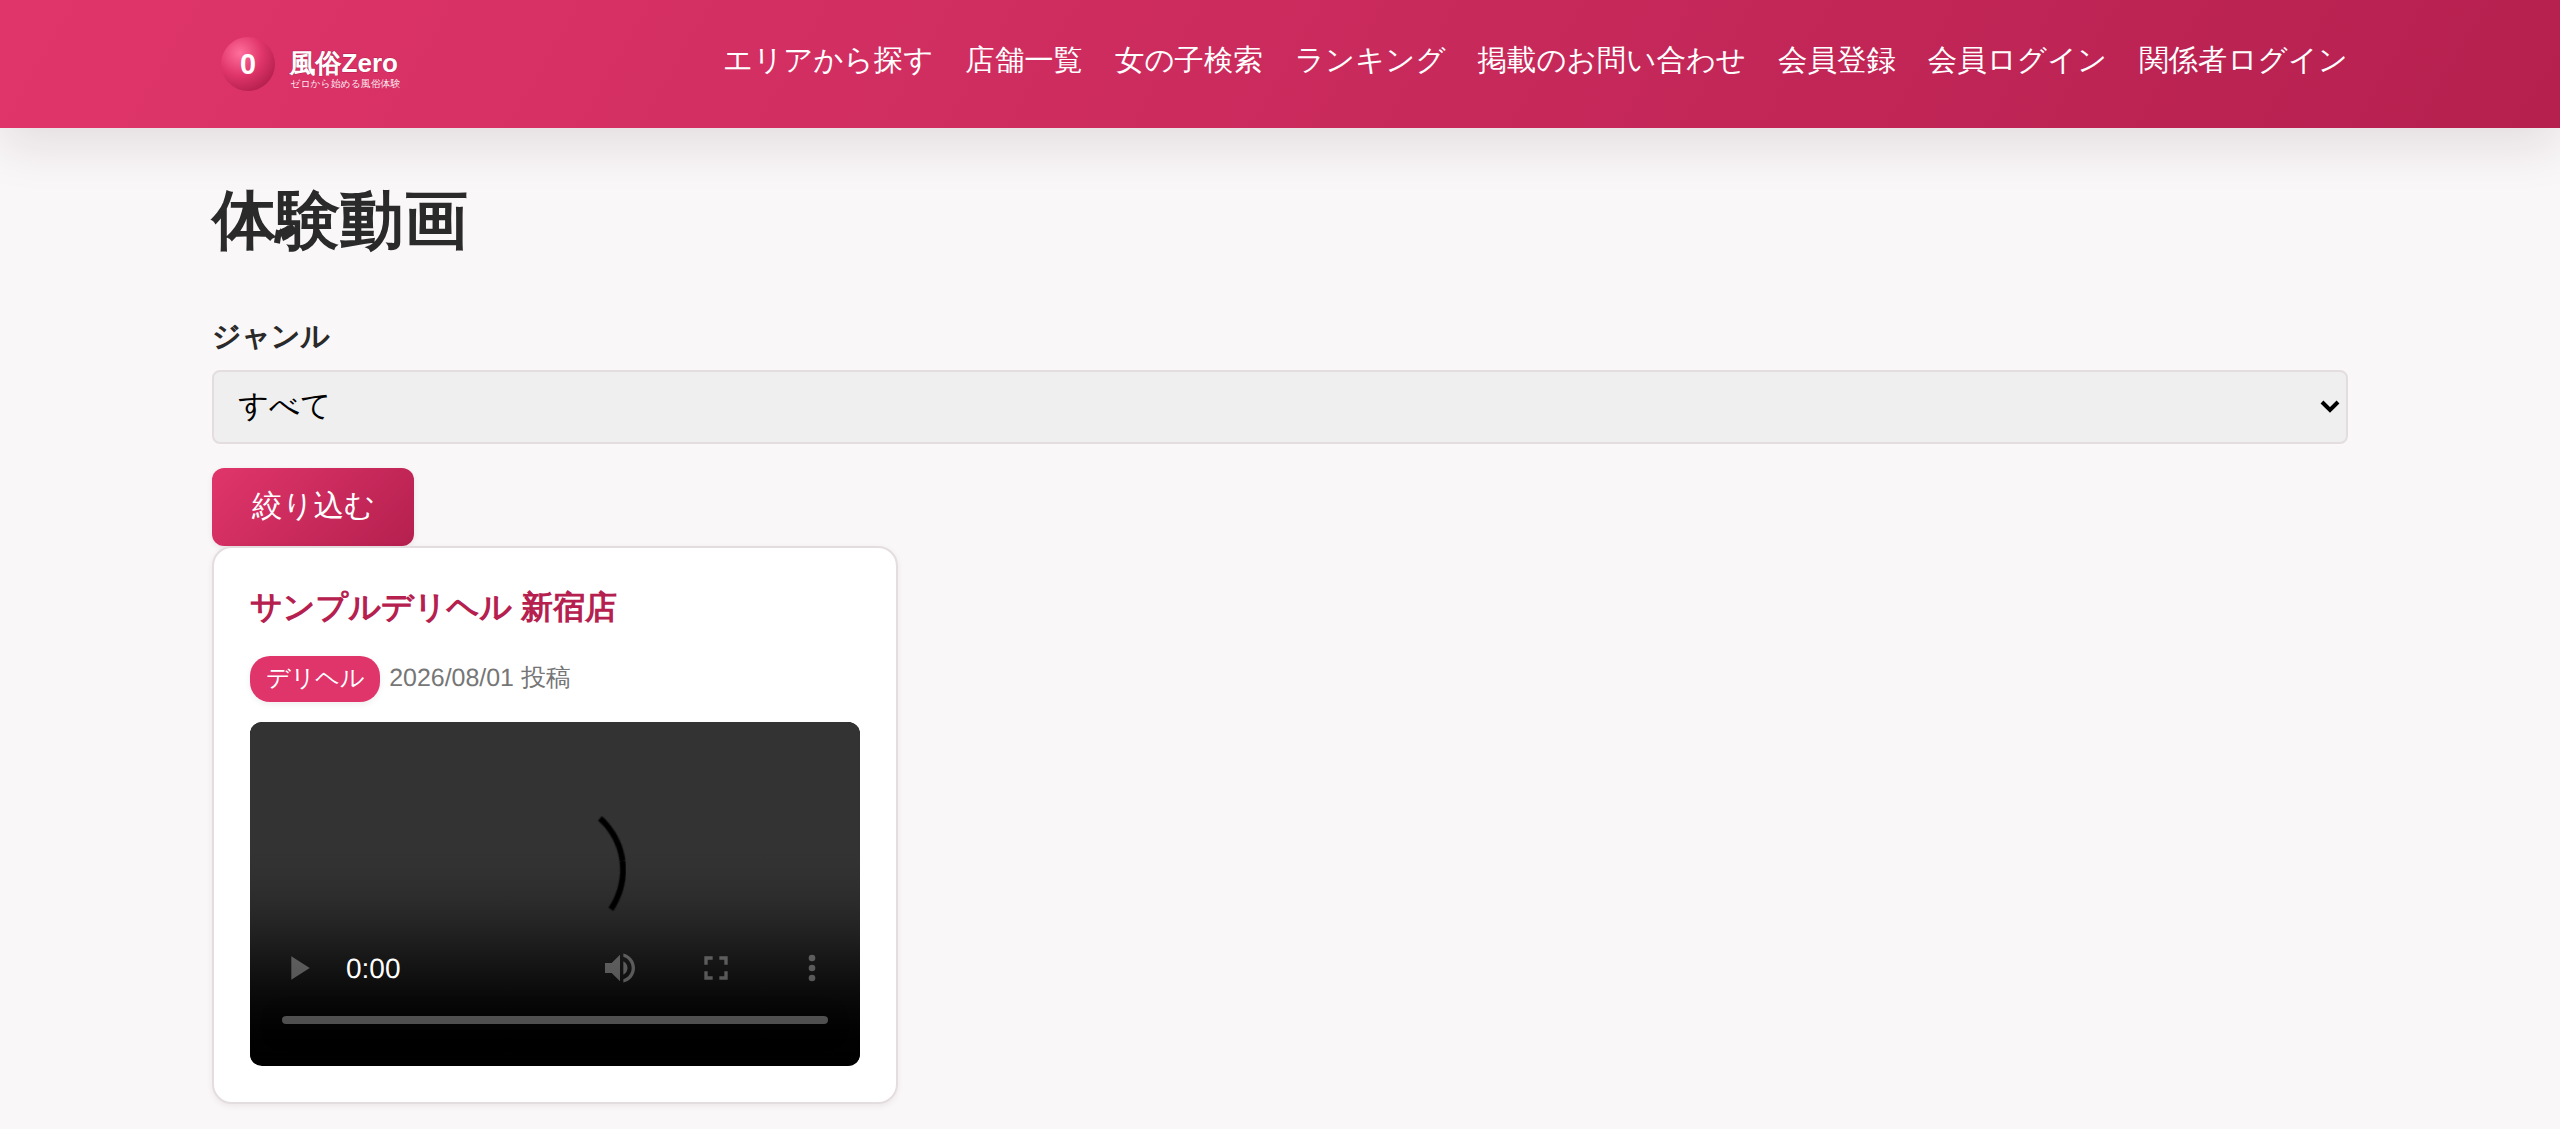 0
風俗Zero
ゼロから始める風俗体験
エリアから探す 店舗一覧 女の子検索 ランキング 掲載のお問い合わせ 会員登録 会員ログイン 関係者ログイン
体験動画
ジャンル
すべて
絞り込む
サンプルデリヘル 新宿店
デリヘル 2026/08/01 投稿
0:00